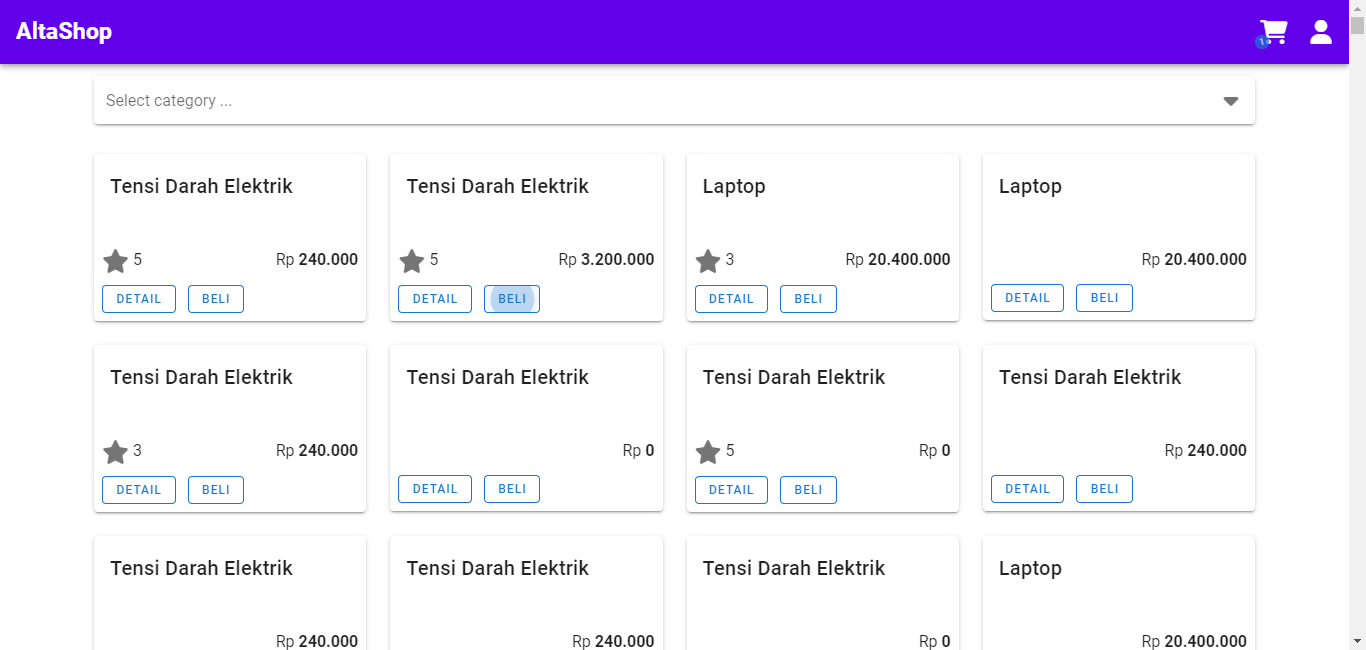 AltaShop
1
Select category ...
Tensi Darah Elektrik
5 Rp 240.000
DETAIL BELI
Tensi Darah Elektrik
5 Rp 3.200.000
DETAIL BELI
Laptop
3 Rp 20.400.000
DETAIL BELI
Laptop
Rp 20.400.000
DETAIL BELI
Tensi Darah Elektrik
3 Rp 240.000
DETAIL BELI
Tensi Darah Elektrik
Rp 0
DETAIL BELI
Tensi Darah Elektrik
5 Rp 0
DETAIL BELI
Tensi Darah Elektrik
Rp 240.000
DETAIL BELI
Tensi Darah Elektrik
Rp 240.000
Tensi Darah Elektrik
Rp 240.000
Tensi Darah Elektrik
Rp 0
Laptop
Rp 20.400.000